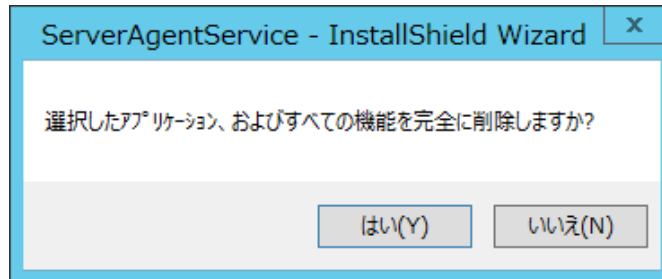 ServerAgentService - InstallShield Wizard
x
選択したｱﾌﾟﾘｹｰｼｮﾝ、およびすべての機能を完全に削除しますか?
はい(Y)
いいえ(N)